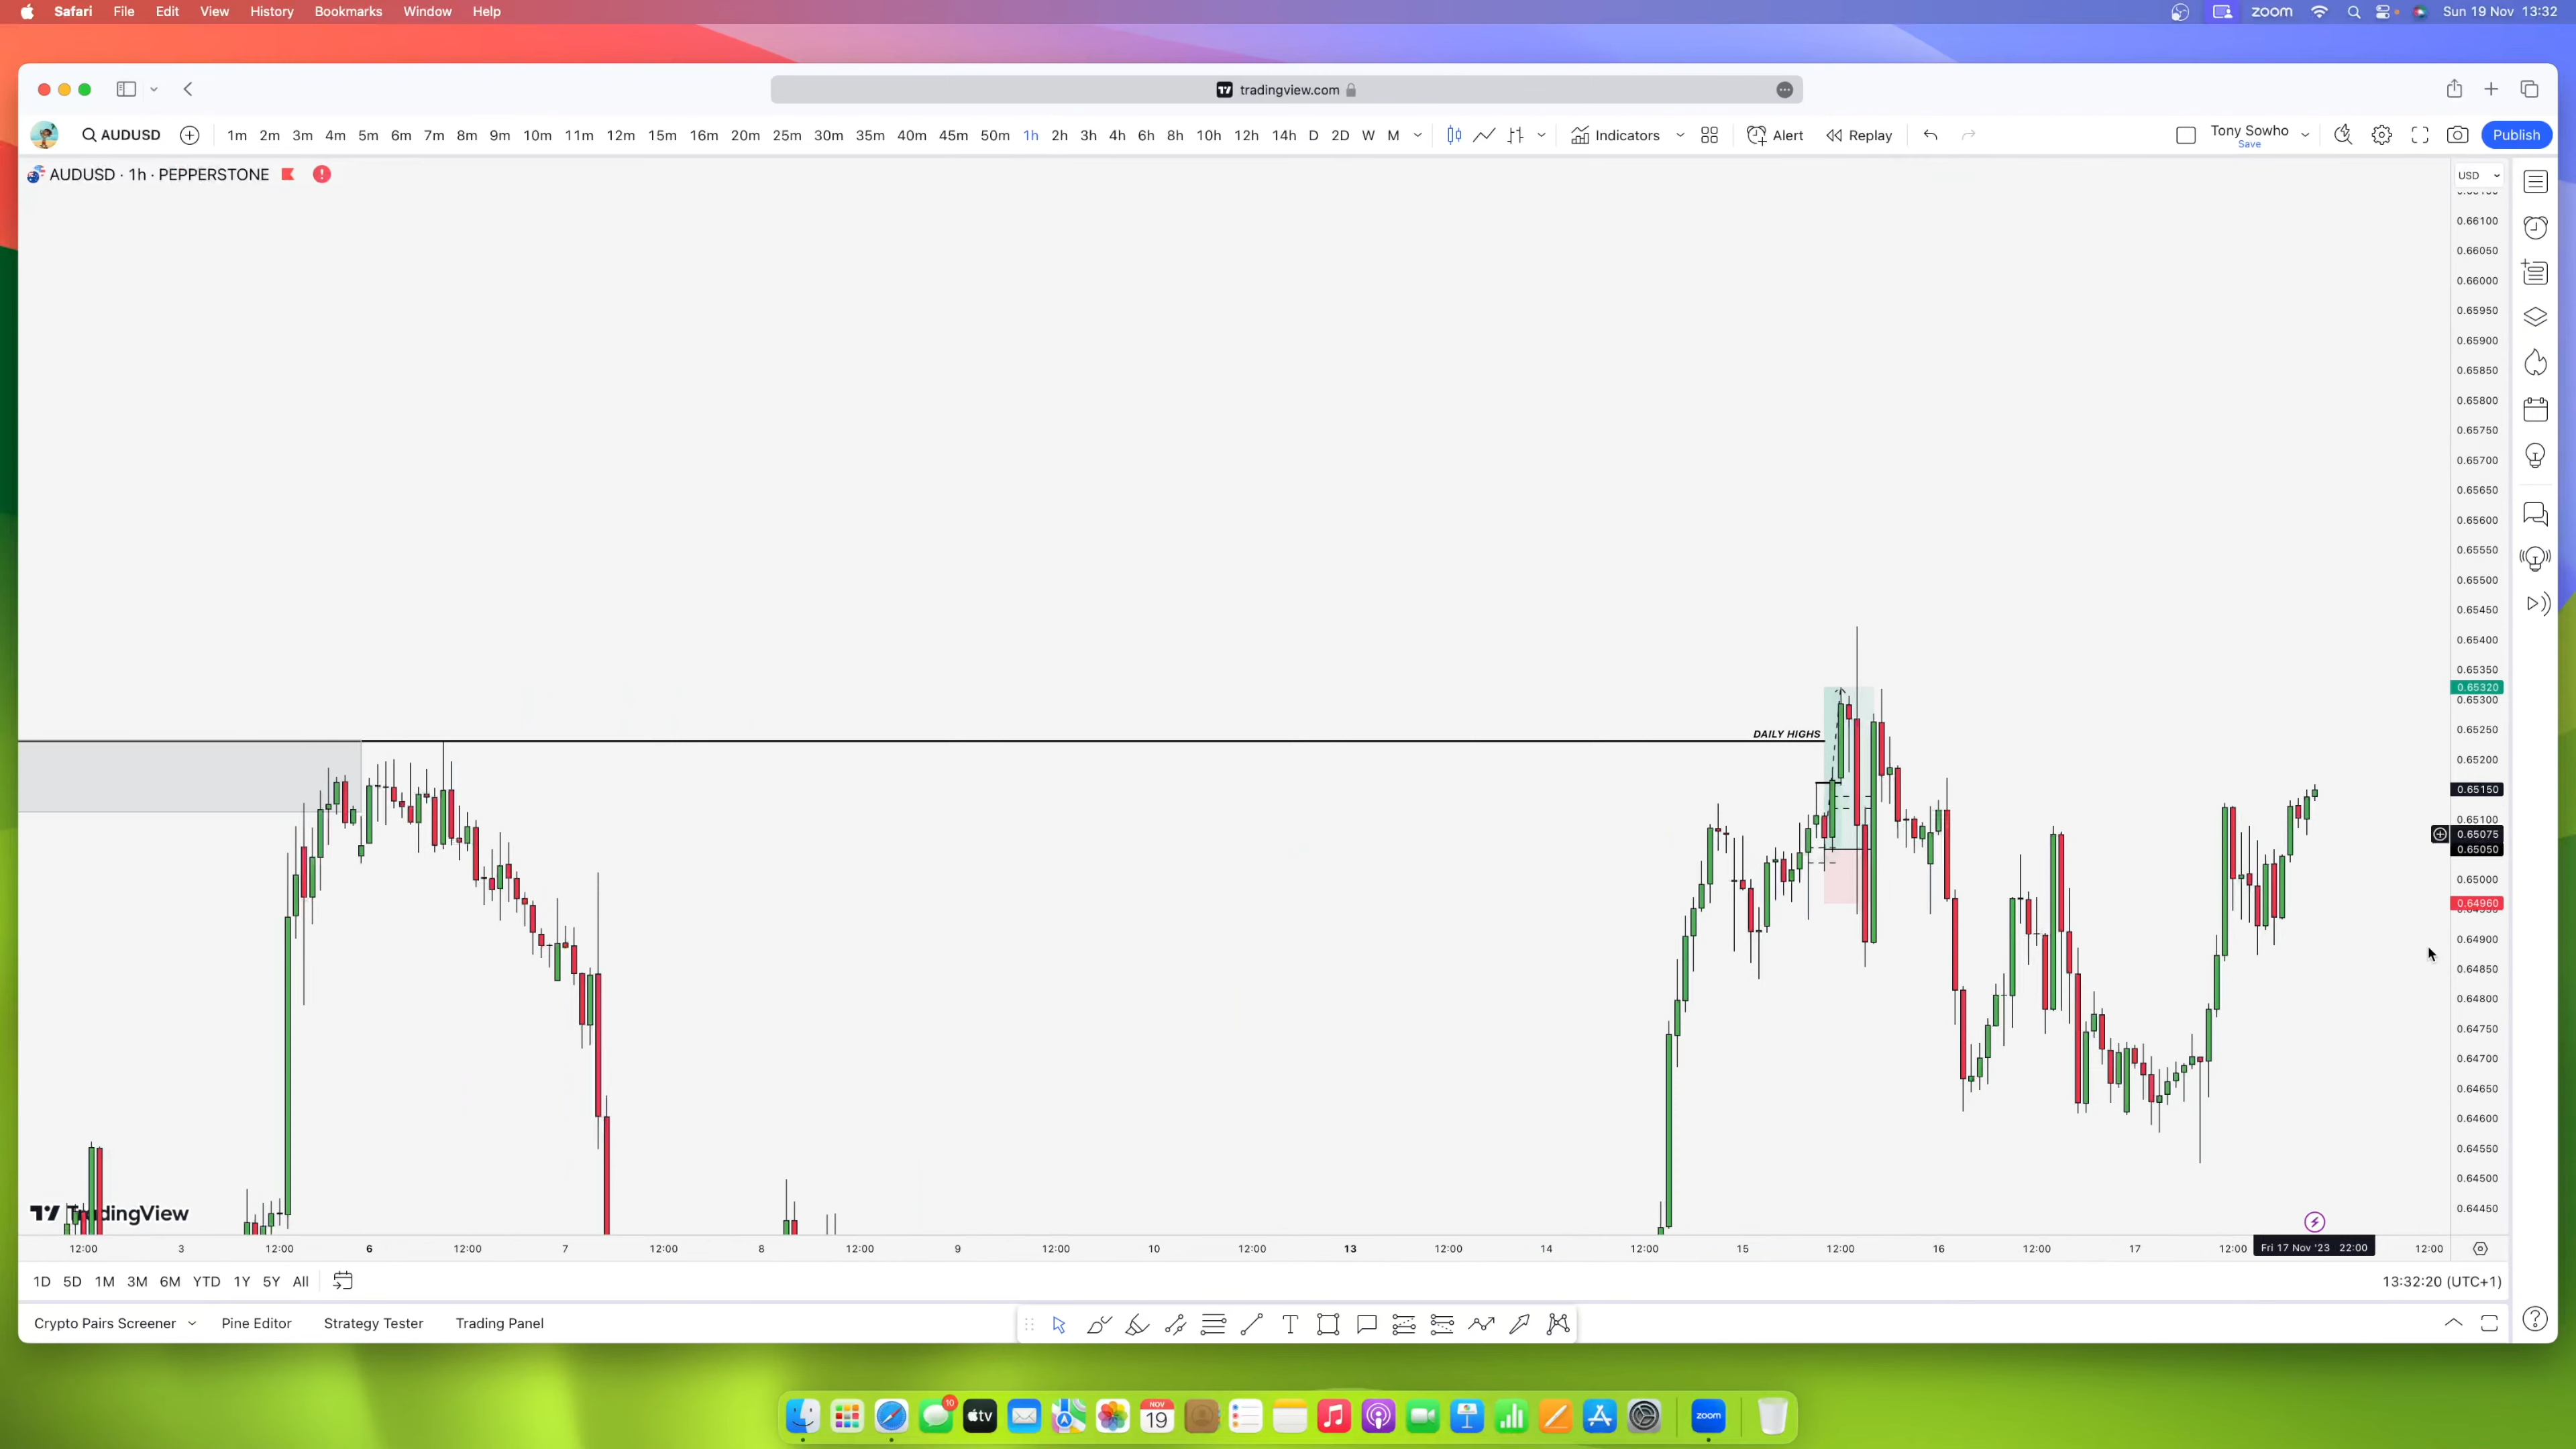 Safari File Edit View History Bookmarks Window Help zoom Sun 19 Nov 13:32
tradingview.com
AUDUSD 1m 2m 3m 4m 5m 6m 7m 8m 9m 10m 11m 12m 15m 16m 20m 25m 30m 35m 40m 45m 50m 1h 2h 3h 4h 6h 8h 10h 12h 14h D 2D W M Indicators Alert Replay Tony Sowho Publish
Save
AUDUSD · 1h · PEPPERSTONE
USD
0.66100
0.66050
0.66000
0.65950
0.65900
0.65850
0.65800
0.65750
0.65700
0.65650
0.65600
0.65550
0.65500
0.65450
0.65400
0.65350
0.65320
0.65300
DAILY HIGHS
0.65250
0.65200
0.65150
0.65100
0.65075
0.65050
0.65000
0.64960
0.64900
0.64850
0.64800
0.64750
0.64700
0.64650
0.64600
0.64550
0.64500
TradingView
0.64450
12:00 3 12:00 6 12:00 7 12:00 8 12:00 9 12:00 10 12:00 13 12:00 14 12:00 15 12:00 16 12:00 17 12:00 Fri 17 Nov '23 22:00 12:00
1D 5D 1M 3M 6M YTD 1Y 5Y All 13:32:20 (UTC+1)
Crypto Pairs Screener Pine Editor Strategy Tester Trading Panel
10
tv
NOV
19
zoom